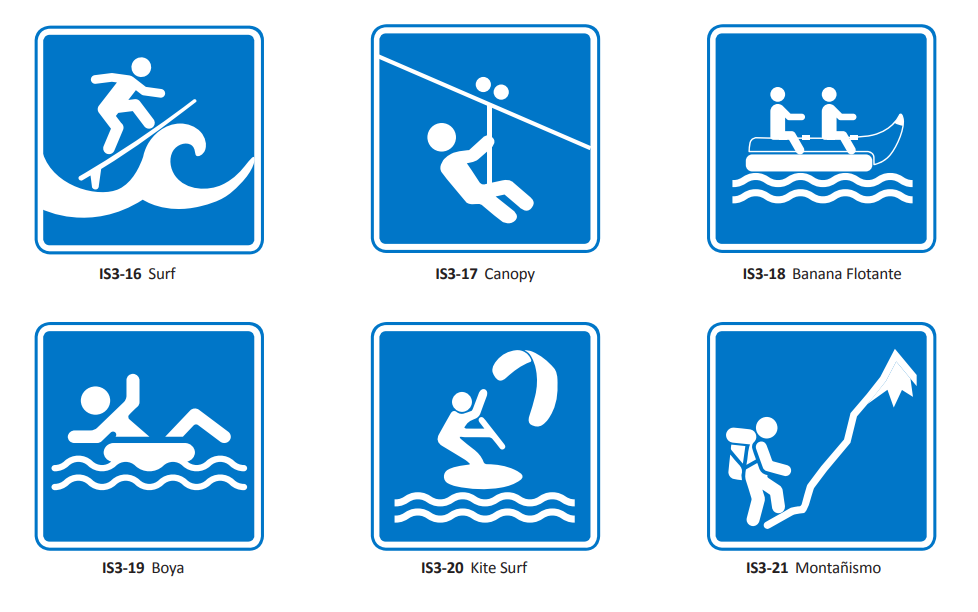 IS3-16 Surf
IS3-17 Canopy
IS3-18 Banana Flotante
IS3-19 Boya
IS3-20 Kite Surf
IS3-21 Montañismo